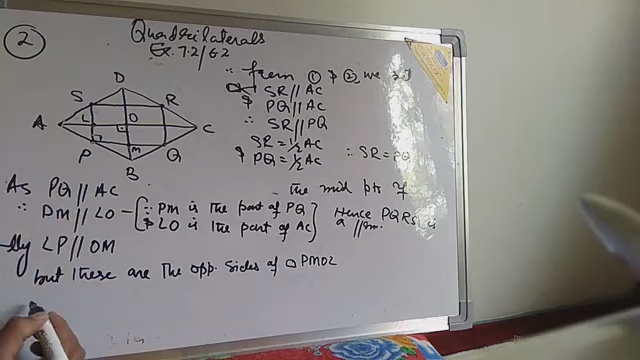 2
Quadrilaterals
Ex. 7.2/6.2
D
S
R
A
L
O
C
P
M
Q
B
∴ from ① & ② we
SR // AC
& PQ // AC
∴ SR // PQ
SR = 1/2 AC
& PQ = 1/2 AC ∴ SR = PQ
the mid pts of
As PQ // AC
∴ PM // LO - {∵ PM is the part of PQ
& LO is the part of AC}
Hence PQRS is
a //gm.
-lly LP // OM
but these are the opp. sides of □ PMOL